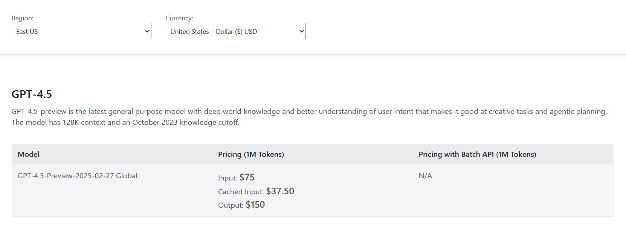 Region: Currency:
East US United States – Dollar ($) USD
GPT-4.5
GPT-4.5-preview is the latest general purpose model with deep world knowledge and better understanding of user intent that makes it good at creative tasks and agentic planning.
The model has 128K context and an October 2023 knowledge cutoff.
Model Pricing (1M Tokens) Pricing with Batch API (1M Tokens)
GPT-4.5-Preview-2025-02-27 Global Input: $75 N/A
Cached Input: $37.50
Output: $150